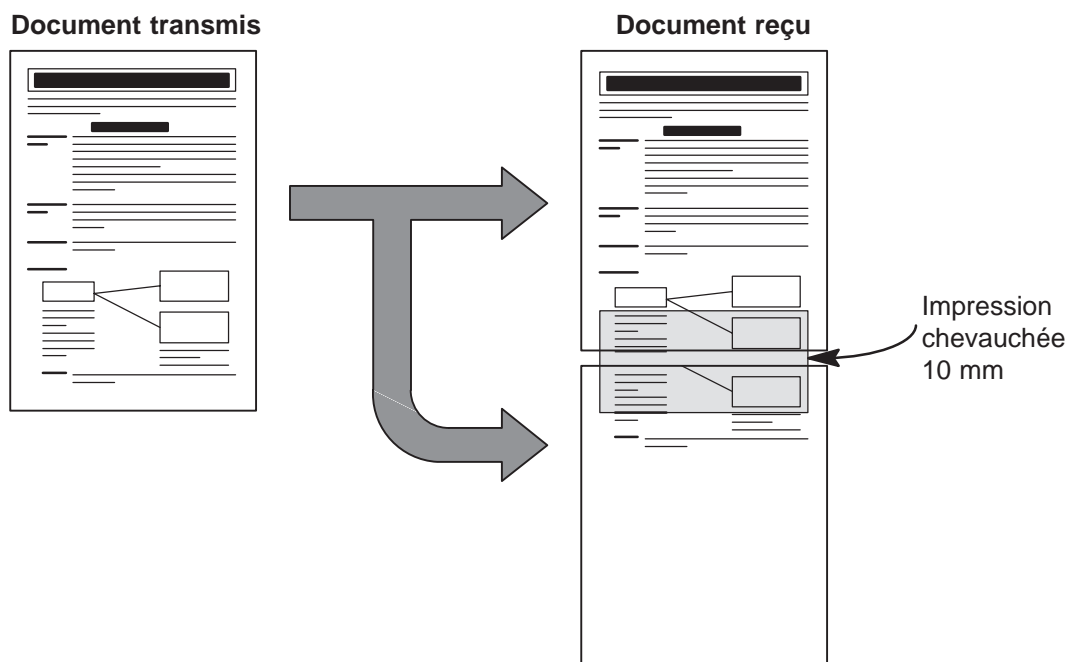 Document transmis
Document reçu
Impression
chevauchée
10 mm